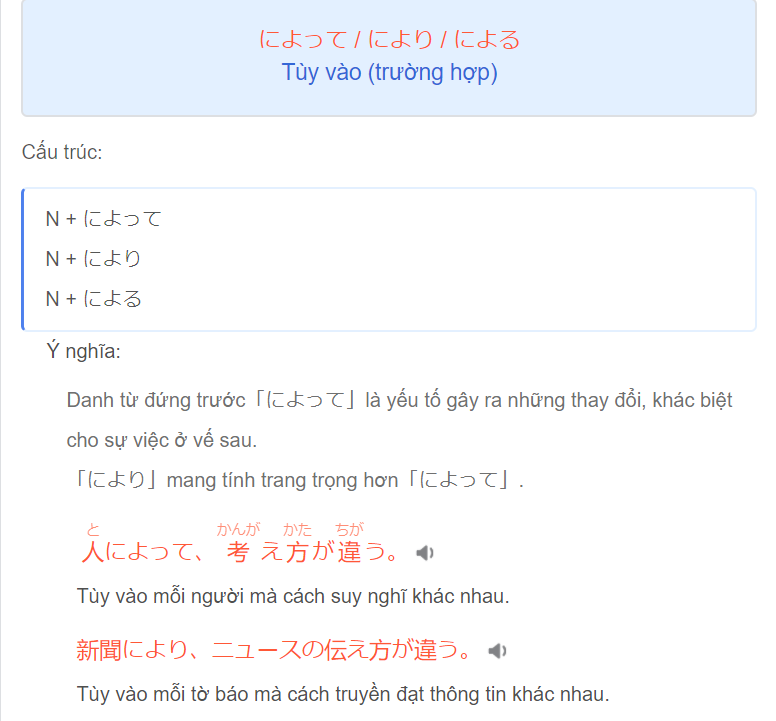 によって / により / による
Tùy vào (trường hợp)
Cấu trúc:
N + によって
N + により
N + による
Ý nghĩa:
Danh từ đứng trước「によって」là yếu tố gây ra những thay đổi, khác biệt
cho sự việc ở vế sau.
「により」mang tính trang trọng hơn「によって」.
と かんが かた ちが
人によって、考え方が違う。
Tùy vào mỗi người mà cách suy nghĩ khác nhau.
新聞により、ニュースの伝え方が違う。
Tùy vào mỗi tờ báo mà cách truyền đạt thông tin khác nhau.